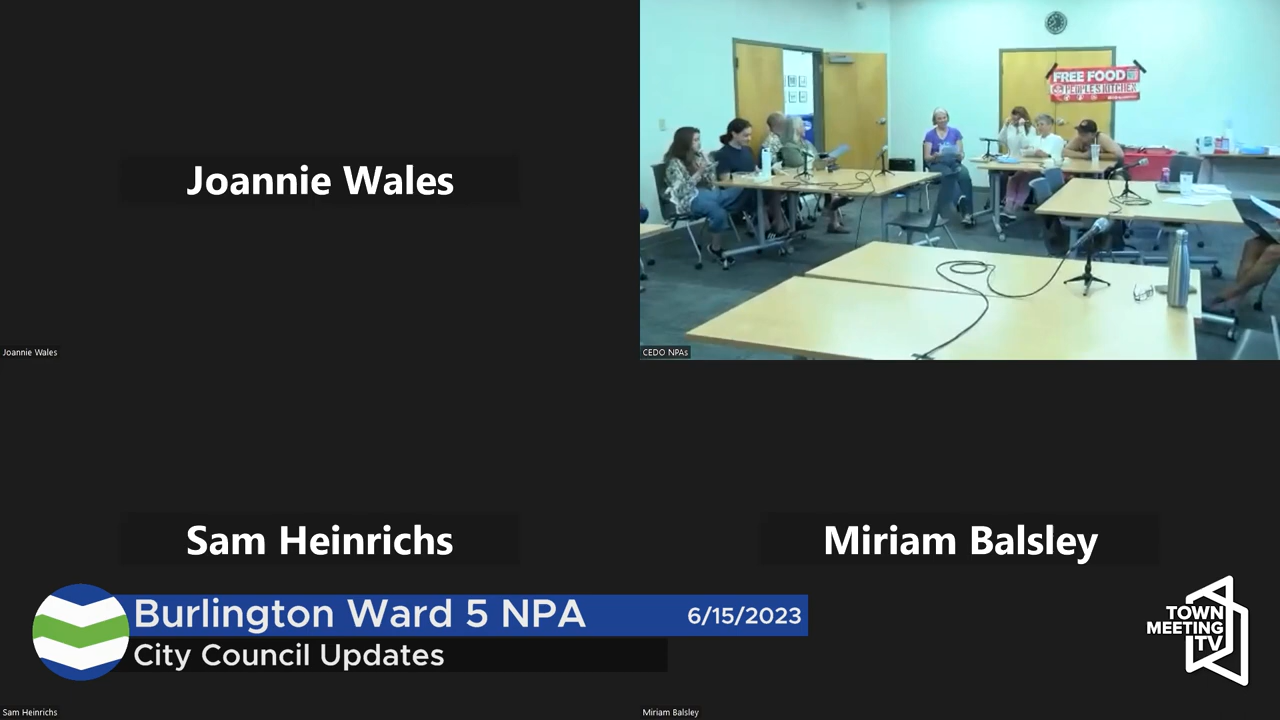 Joannie Wales
Joannie Wales
FREE FOOD
PEOPLE'S KITCHEN
CEDO NPAs
Sam Heinrichs
Miriam Balsley
Burlington Ward 5 NPA
6/15/2023
City Council Updates
TOWN
MEETING
TV
Sam Heinrichs
Miriam Balsley